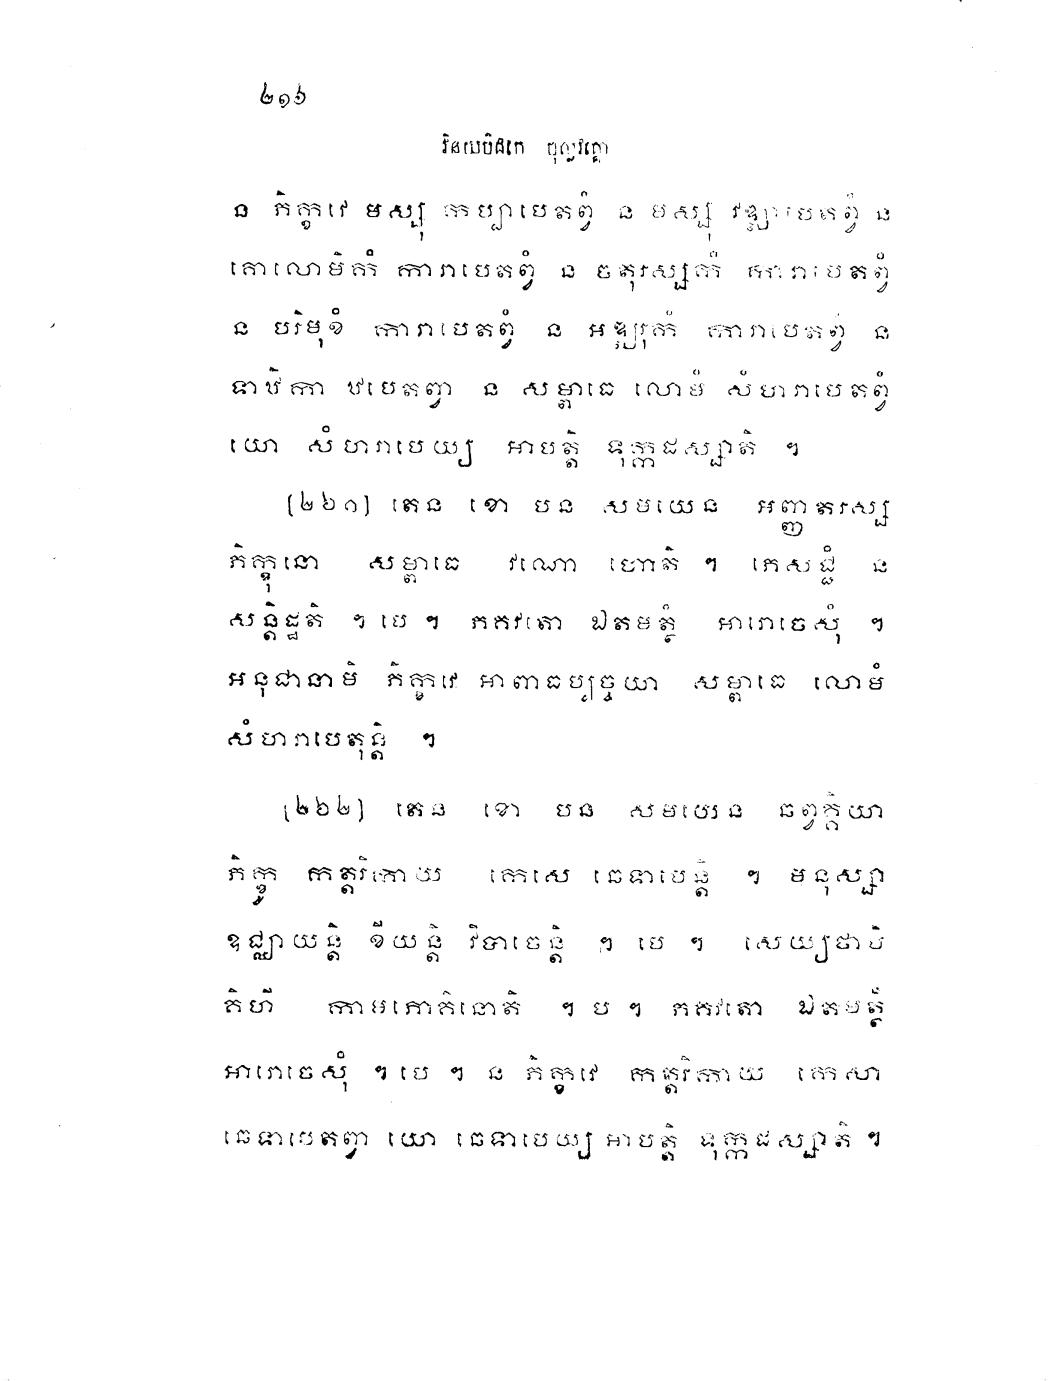 ២១៦
វិនយបិដកេ ចុល្លវគ្គោ
ន ភិក្ខវេ មស្សុ កប្បាបេតព្វំ ន មស្សុ វឌ្ឍាបេតព្វំ ន
គោលោមិកំ ការាបេតព្វំ ន ចតុរស្សកំ ការាបេតព្វំ
ន បរិមុខំ ការាបេតព្វំ ន អឌ្ឍរុកំ ការាបេតព្វំ ន
ទាឋិកា ឋបេតព្វា ន សម្ពាធេ លោមំ សំហរាបេតព្វំ
យោ សំហរាបេយ្យ អាបត្តិ ទុក្កដស្សាតិ ។
[២៦១] តេន ខោ បន សមយេន អញ្ញតរស្ស
ភិក្ខុនោ សម្ពាធេ វណោ ហោតិ ។ ភេសជ្ជំ ន
សន្តិដ្ឋតិ ។ បេ ។ ភគវតោ ឯតមត្ថំ អារោចេសុំ ។
អនុជានាមិ ភិក្ខវេ អាពាធប្បច្ចយា សម្ពាធេ លោមំ
សំហរាបេតុន្តិ ។
[២៦២] តេន ខោ បន សមយេន ឆព្វគ្គិយា
ភិក្ខូ កត្តរិកាយ កេសេ ឆេទាបេន្តិ ។ មនុស្សា
ឧជ្ឈាយន្តិ ខីយន្តិ វិបាចេន្តិ ។ បេ ។ សេយ្យថាបិ
គិហី កាមភោគិនោតិ ។ បេ ។ ភគវតោ ឯតមត្ថំ
អារោចេសុំ ។ បេ ។ ន ភិក្ខវេ កត្តរិកាយ កេសា
ឆេទាបេតព្វា យោ ឆេទាបេយ្យ អាបត្តិ ទុក្កដស្សាតិ ។